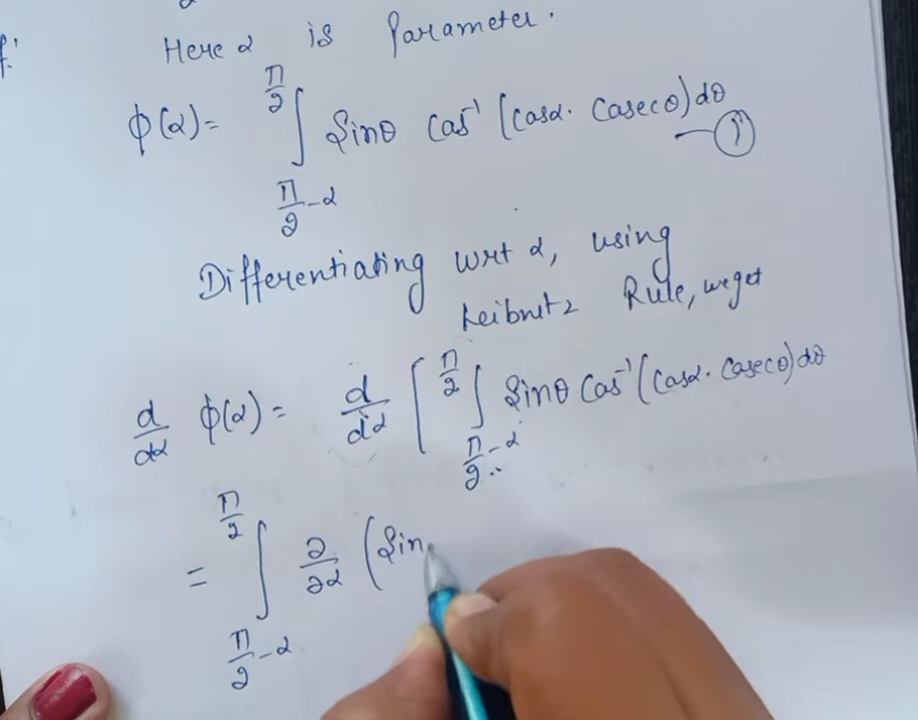 f:
Here α is Parameter.
ϕ(α) = ∫_{π/2 - α}^{π/2} Sinθ Cos⁻¹ (Cosα. Cosecθ) dθ — (1)
Differentiating wrt α, using
Leibnitz Rule, we get
d/dα ϕ(α) = d/dα [ ∫_{π/2 - α}^{π/2} Sinθ Cos⁻¹ (Cosα. Cosecθ) dθ
= ∫_{π/2 - α}^{π/2} ∂/∂α (Sin